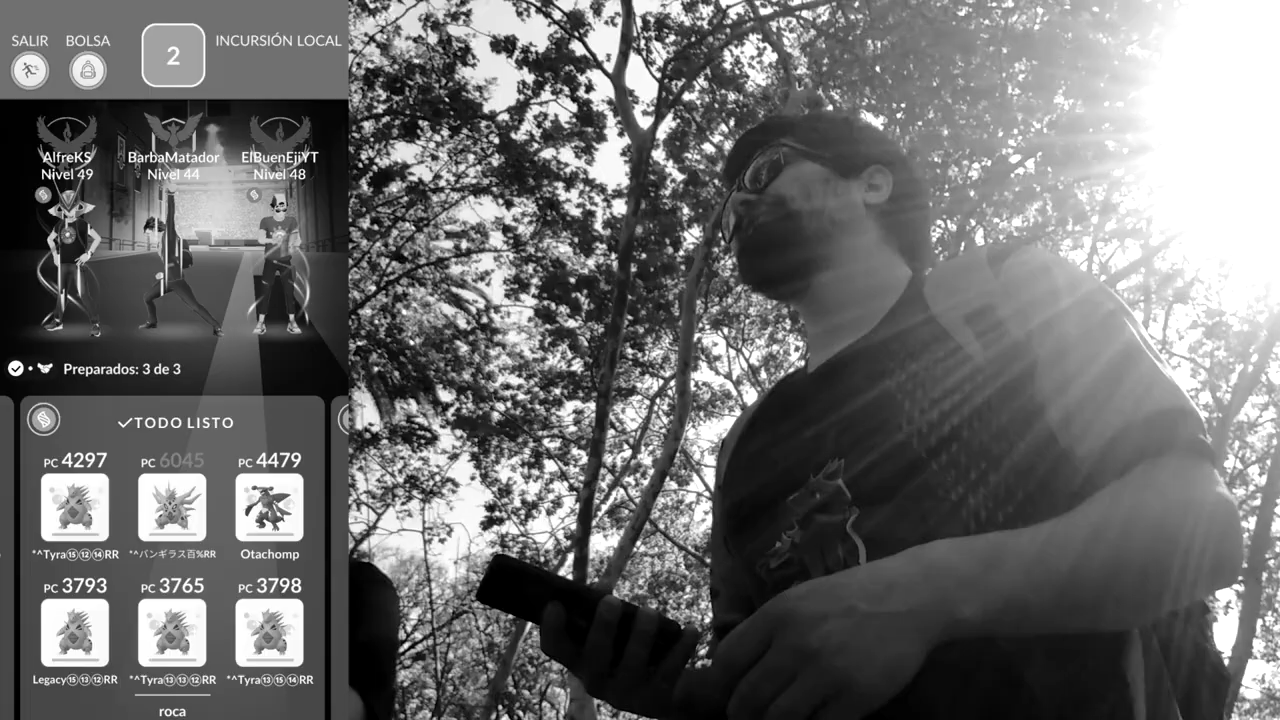 SALIR BOLSA 2 INCURSIÓN LOCAL
AlfreKS BarbaMatador ElBuenEjiYT
Nivel 49 Nivel 44 Nivel 48
Preparados: 3 de 3
✓TODO LISTO
PC 4297 PC 6045 PC 4479
*^Tyra⑮⑫⑭RR *^バンギラス百%RR Otachomp
PC 3793 PC 3765 PC 3798
Legacy⑮⑬⑫RR *^Tyra⑬⑬⑫RR *^Tyra⑬⑮⑭RR
roca